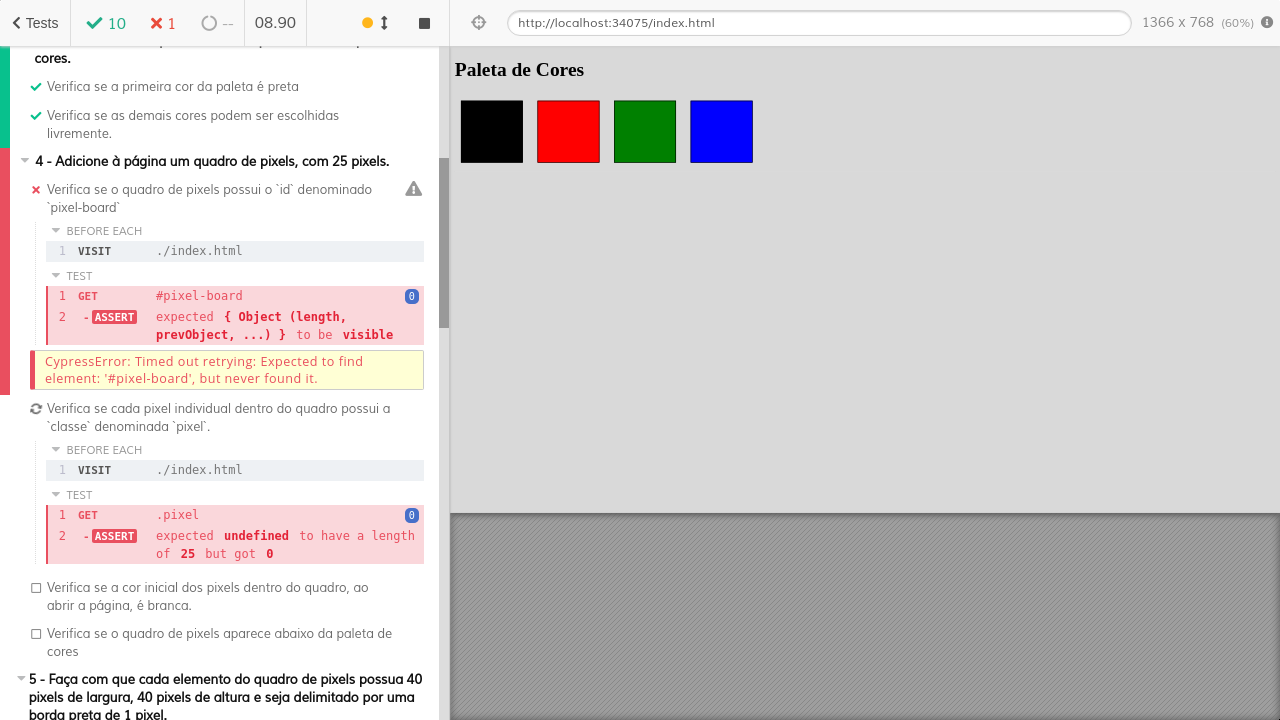 Tests
10
1
--
08.90
http://localhost:34075/index.html
1366 x 768 (60%)
cores.
Verifica se a primeira cor da paleta é preta
Verifica se as demais cores podem ser escolhidas
livremente.
4 - Adicione à página um quadro de pixels, com 25 pixels.
Verifica se o quadro de pixels possui o `id` denominado
`pixel-board`
BEFORE EACH
1 VISIT ./index.html
TEST
1 GET #pixel-board 0
2 -ASSERT expected { Object (length,
prevObject, ...) } to be visible
CypressError: Timed out retrying: Expected to find
element: '#pixel-board', but never found it.
Verifica se cada pixel individual dentro do quadro possui a
`classe` denominada `pixel`.
BEFORE EACH
1 VISIT ./index.html
TEST
1 GET .pixel 0
2 -ASSERT expected undefined to have a length
of 25 but got 0
Verifica se a cor inicial dos pixels dentro do quadro, ao
abrir a página, é branca.
Verifica se o quadro de pixels aparece abaixo da paleta de
cores
5 - Faça com que cada elemento do quadro de pixels possua 40
pixels de largura, 40 pixels de altura e seja delimitado por uma
borda preta de 1 pixel.
Paleta de Cores